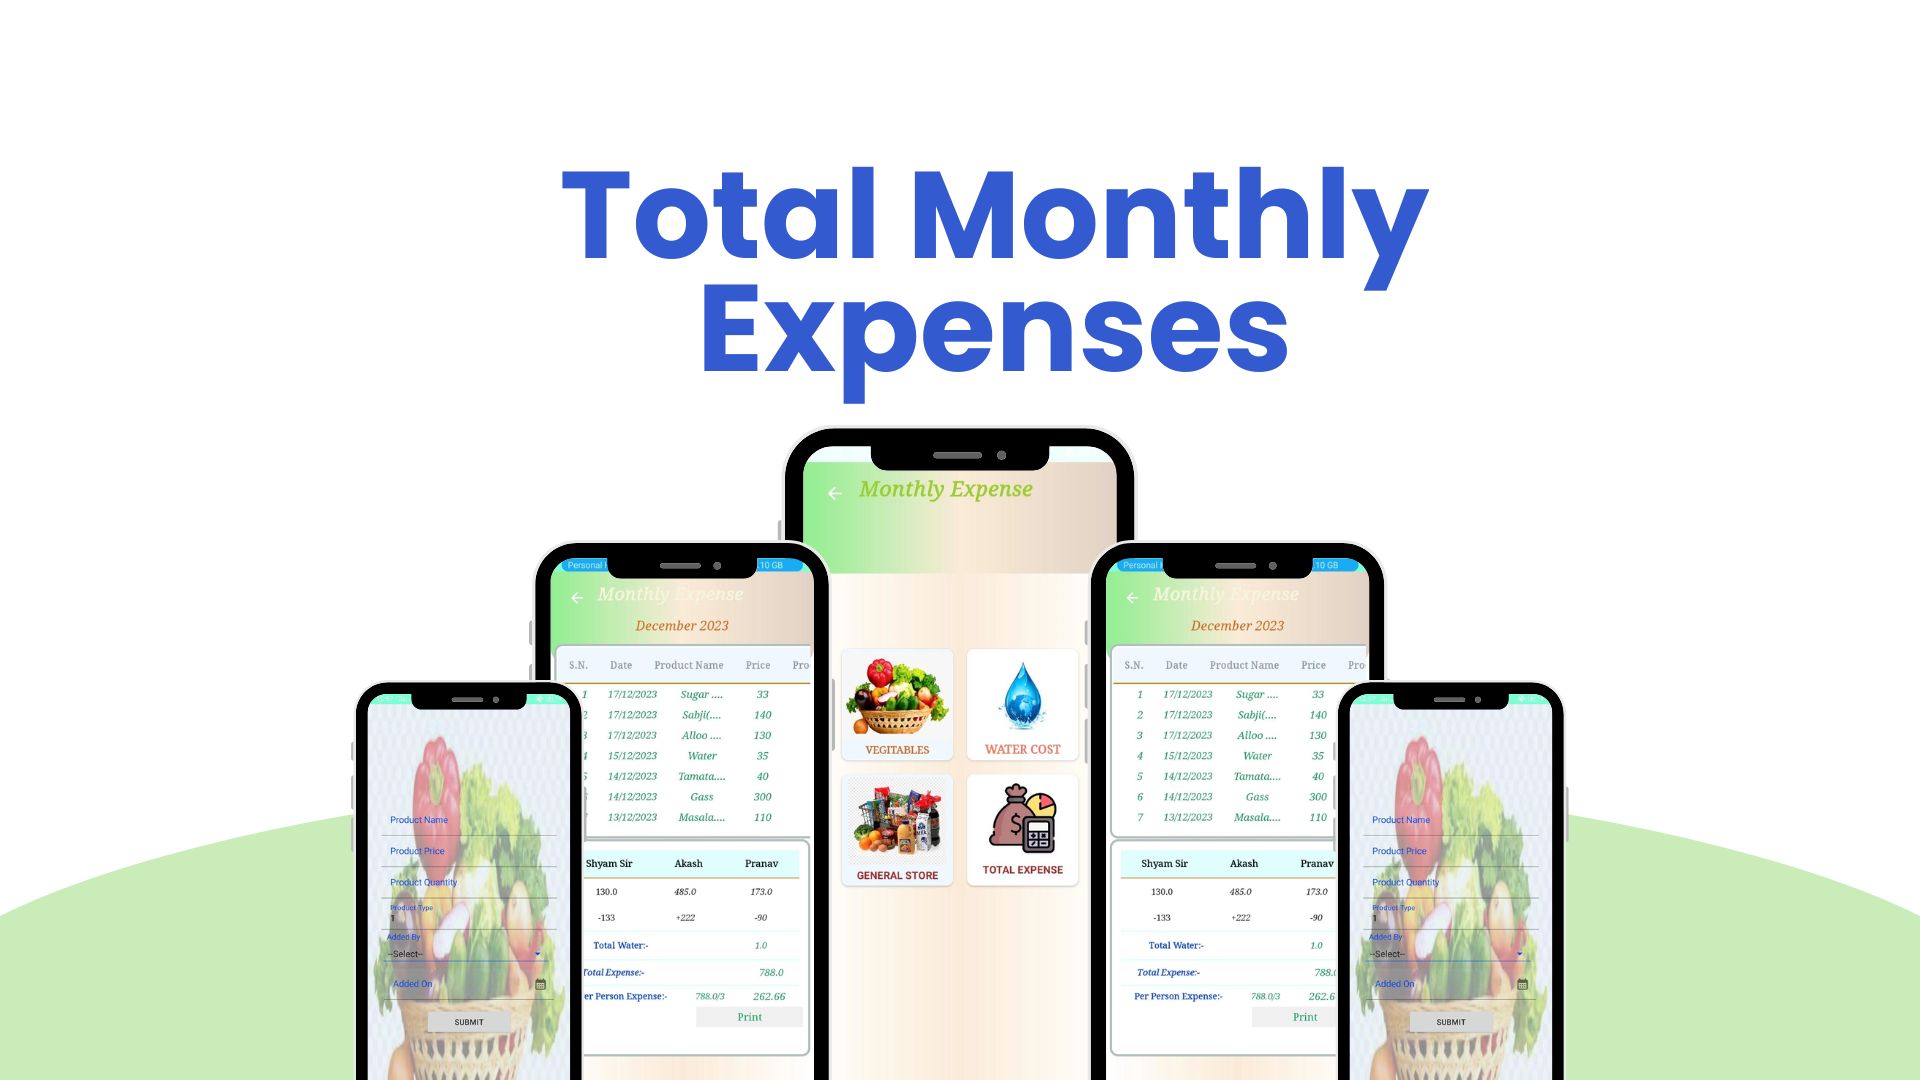 Total Monthly
Expenses
Monthly Expense
VEGITABLES
WATER COST
GENERAL STORE
TOTAL EXPENSE
Personal
10 GB
Monthly Expense
December 2023
S.N. Date Product Name Price Pro
1 17/12/2023 Sugar .... 33
17/12/2023 Sabji(.... 140
17/12/2023 Alloo .... 130
15/12/2023 Water 35
14/12/2023 Tamata.... 40
14/12/2023 Gass 300
13/12/2023 Masala.... 110
Shyam Sir Akash Pranav
130.0 485.0 173.0
-133 +222 -90
Total Water:- 1.0
Total Expense:- 788.0
er Person Expense:- 788.0/3 262.66
Print
Personal
10 GB
Monthly Expense
December 2023
S.N. Date Product Name Price Pro
1 17/12/2023 Sugar .... 33
2 17/12/2023 Sabji(.... 140
3 17/12/2023 Alloo .... 130
4 15/12/2023 Water 35
5 14/12/2023 Tamata.... 40
6 14/12/2023 Gass 300
7 13/12/2023 Masala.... 110
Shyam Sir Akash Pranav
130.0 485.0 173.0
-133 +222 -90
Total Water:- 1.0
Total Expense:- 788.0
Per Person Expense:- 788.0/3 262.6
Print
Product Name
Product Price
Product Quantity
Product Type
1
Added By
--Select--
Added On
SUBMIT
Product Name
Product Price
Product Quantity
Product Type
1
Added By
--Select--
Added On
SUBMIT